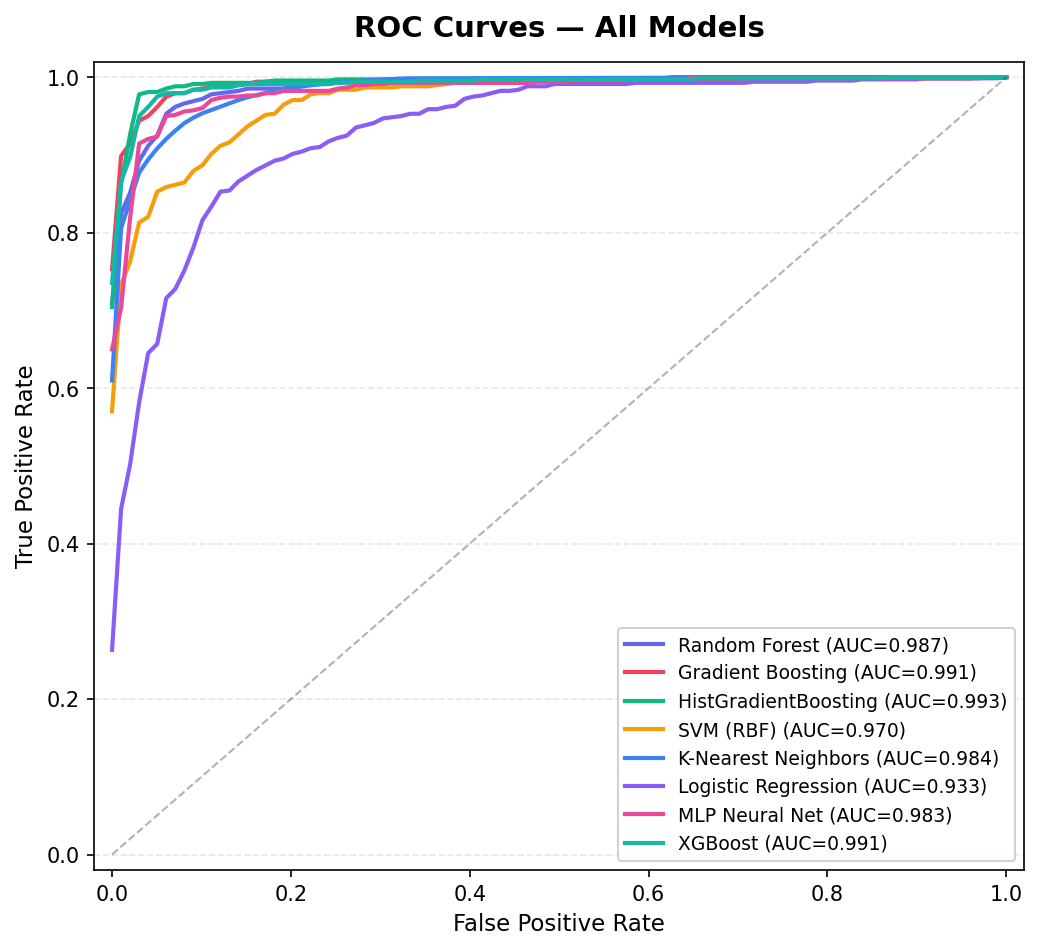 ROC Curves — All Models
1.0
0.8
0.6
0.4
0.2
0.0
True Positive Rate
Random Forest (AUC=0.987)
Gradient Boosting (AUC=0.991)
HistGradientBoosting (AUC=0.993)
SVM (RBF) (AUC=0.970)
K-Nearest Neighbors (AUC=0.984)
Logistic Regression (AUC=0.933)
MLP Neural Net (AUC=0.983)
XGBoost (AUC=0.991)
0.0 0.2 0.4 0.6 0.8 1.0
False Positive Rate